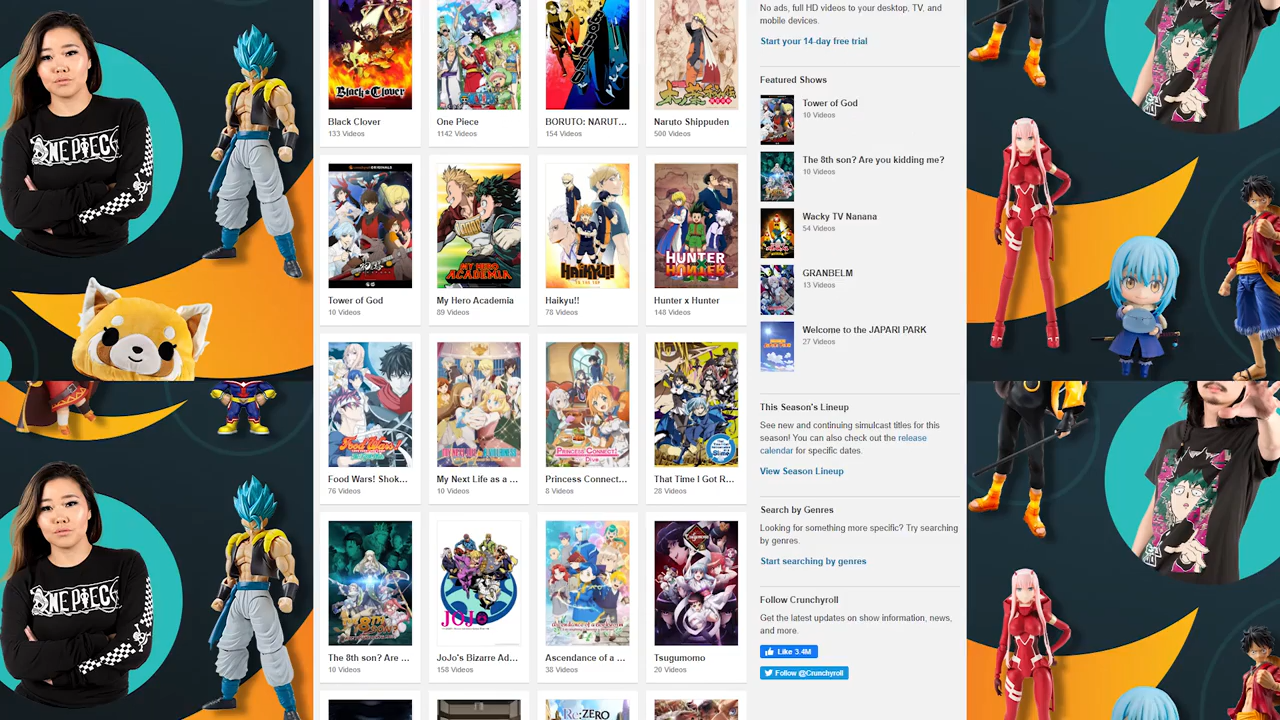 Black Clover
Black Clover
133 Videos
One Piece
1142 Videos
BORUTO: NARUT...
154 Videos
Naruto Shippuden
500 Videos
MY HERO
ACADEMIA
HAIKYU!!
HUNTER
HUNTER
Tower of God
10 Videos
My Hero Academia
89 Videos
Haikyu!!
78 Videos
Hunter x Hunter
148 Videos
Food Wars!
PRINCESS CONNECT!
Food Wars! Shok...
76 Videos
My Next Life as a ...
10 Videos
Princess Connect...
8 Videos
That Time I Got R...
28 Videos
8TH
JOJO
The 8th son? Are ...
10 Videos
JoJo's Bizarre Ad...
158 Videos
Ascendance of a ...
38 Videos
Tsugumomo
20 Videos
Re:ZERO
No ads, full HD videos to your desktop, TV, and
mobile devices.
Start your 14-day free trial
Featured Shows
Tower of God
10 Videos
The 8th son? Are you kidding me?
10 Videos
Wacky TV Nanana
54 Videos
GRANBELM
13 Videos
Welcome to the JAPARI PARK
27 Videos
This Season's Lineup
See new and continuing simulcast titles for this
season! You can also check out the release
calendar for specific dates.
View Season Lineup
Search by Genres
Looking for something more specific? Try searching
by genres.
Start searching by genres
Follow Crunchyroll
Get the latest updates on show information, news,
and more.
Like 3.4M
Follow @Crunchyroll
ONE PIECE
ONE PIECE